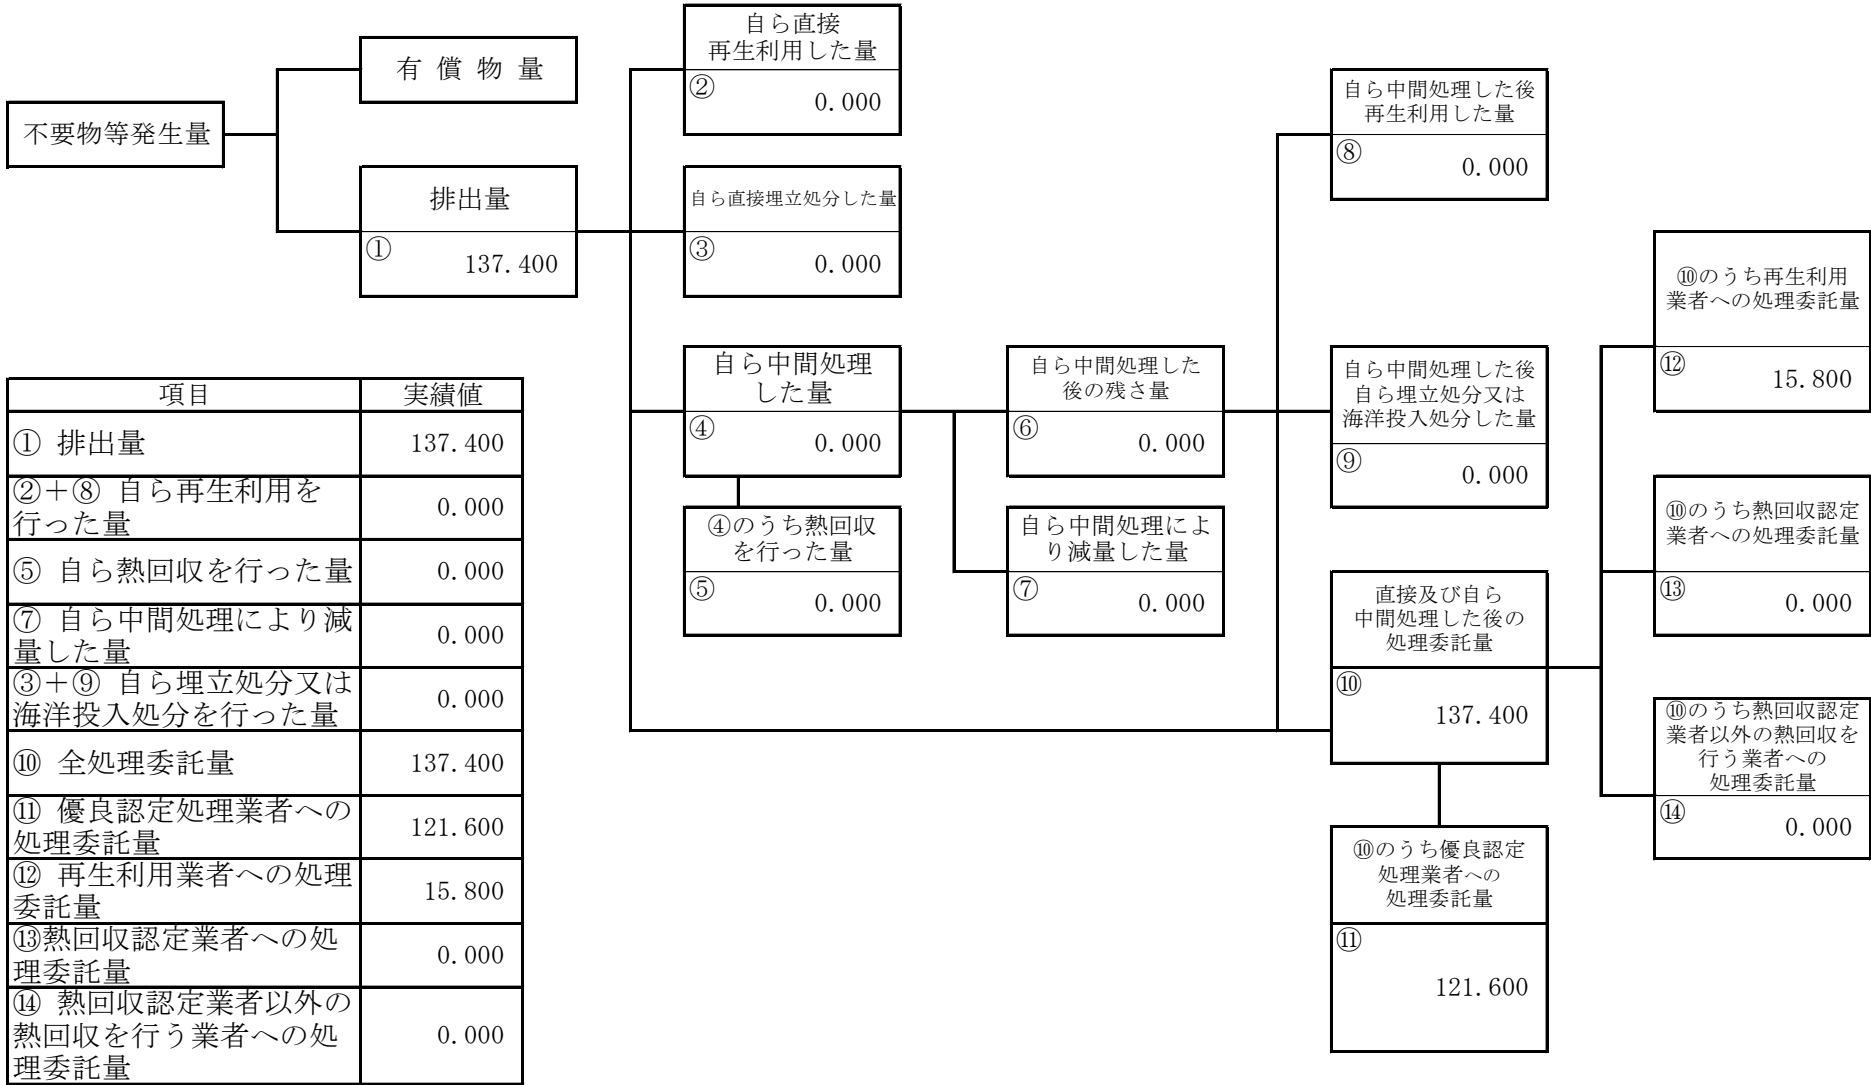 不要物等発生量
有 償 物 量
排出量
① 137.400
自ら直接
再生利用した量
② 0.000
自ら直接埋立処分した量
③ 0.000
自ら中間処理
した量
④ 0.000
④のうち熱回収
を行った量
⑤ 0.000
自ら中間処理した
後の残さ量
⑥ 0.000
自ら中間処理によ
り減量した量
⑦ 0.000
自ら中間処理した後
再生利用した量
⑧ 0.000
自ら中間処理した後
自ら埋立処分又は
海洋投入処分した量
⑨ 0.000
直接及び自ら
中間処理した後の
処理委託量
⑩ 137.400
⑩のうち優良認定
処理業者への
処理委託量
⑪ 121.600
⑩のうち再生利用
業者への処理委託量
⑫ 15.800
⑩のうち熱回収認定
業者への処理委託量
⑬ 0.000
⑩のうち熱回収認定
業者以外の熱回収を
行う業者への
処理委託量
⑭ 0.000
項目 実績値
① 排出量 137.400
②＋⑧ 自ら再生利用を
行った量 0.000
⑤ 自ら熱回収を行った量 0.000
⑦ 自ら中間処理により減
量した量 0.000
③＋⑨ 自ら埋立処分又は
海洋投入処分を行った量 0.000
⑩ 全処理委託量 137.400
⑪ 優良認定処理業者への
処理委託量 121.600
⑫ 再生利用業者への処理
委託量 15.800
⑬熱回収認定業者への処
理委託量 0.000
⑭ 熱回収認定業者以外の
熱回収を行う業者への処
理委託量 0.000